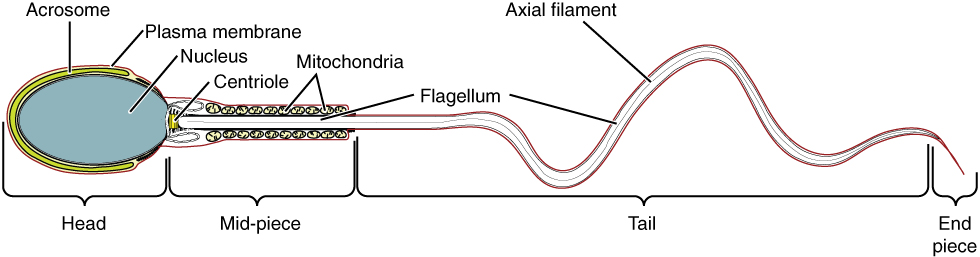 Acrosome
Axial filament
Plasma membrane
Nucleus
Mitochondria
Centriole
Flagellum
Head
Mid-piece
Tail
End
piece